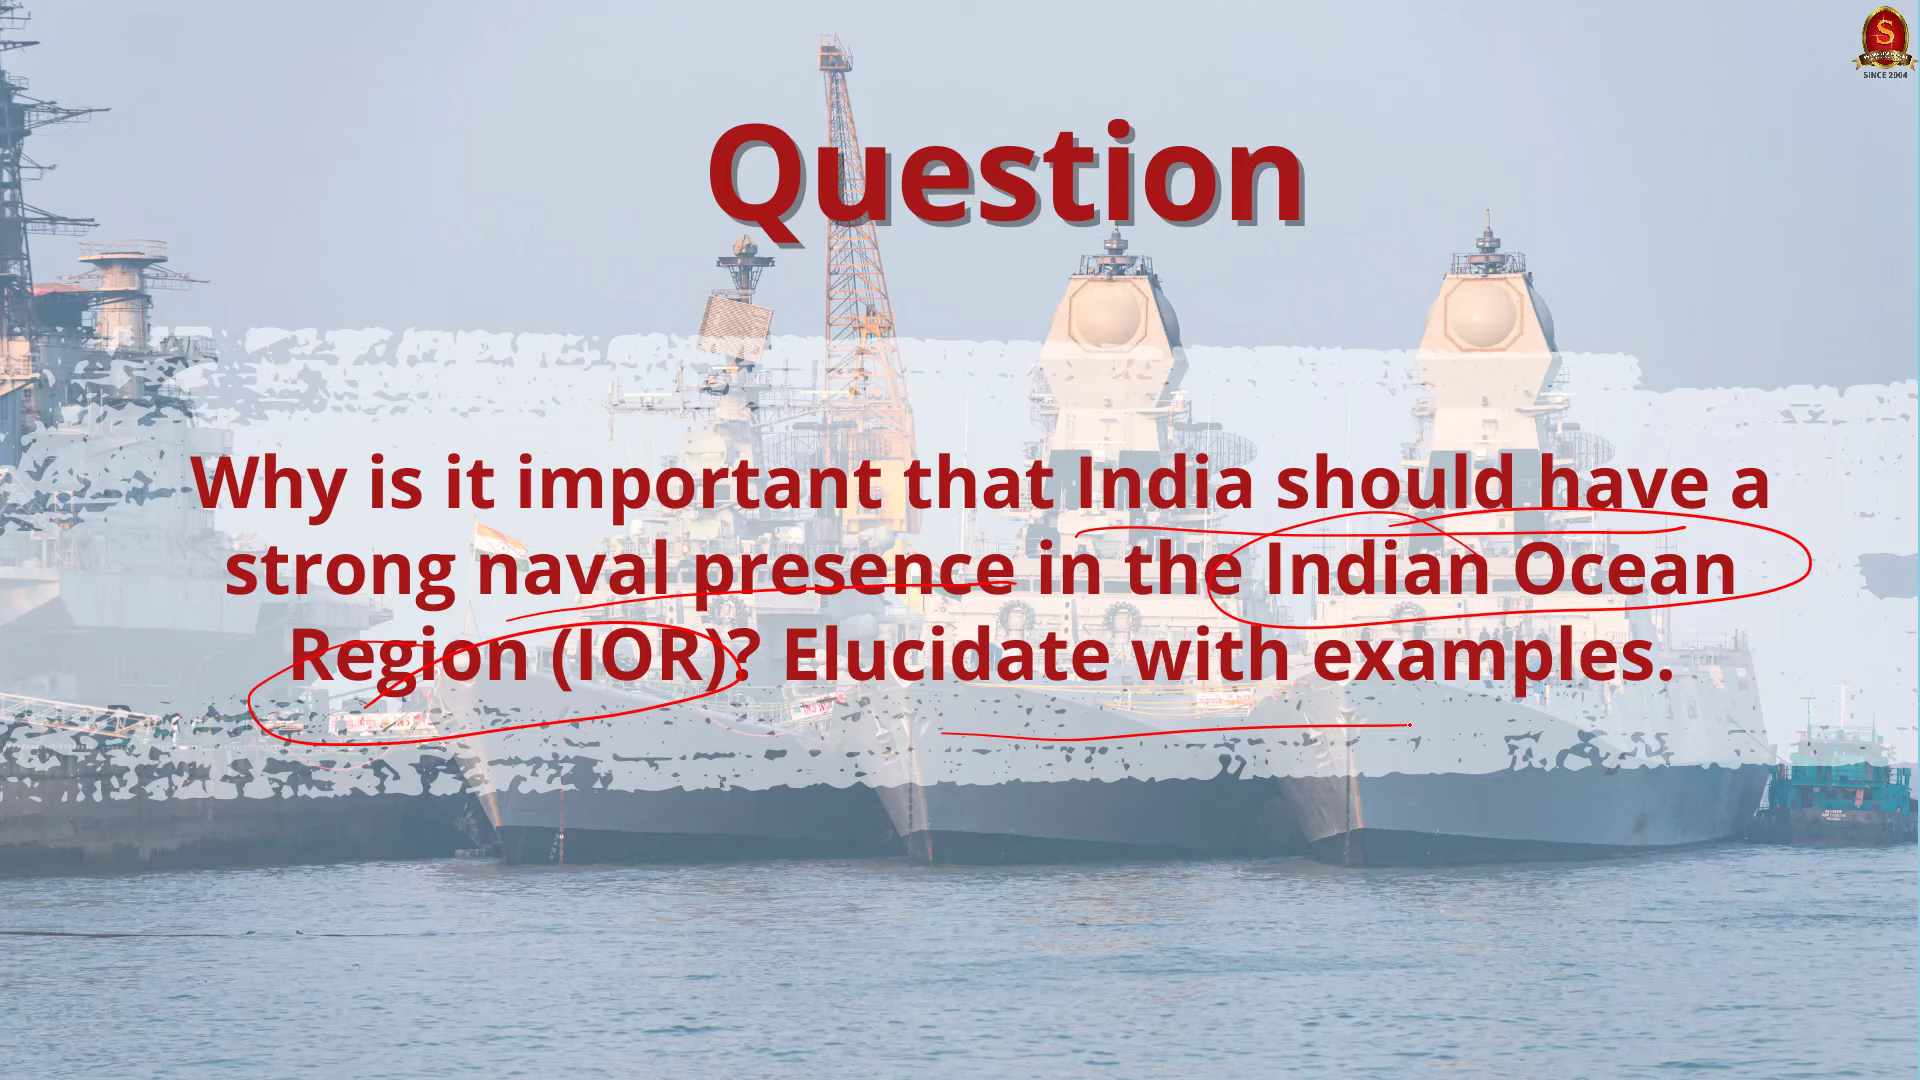 S
SINCE 2004
Question
Why is it important that India should have a
strong naval presence in the Indian Ocean
Region (IOR)? Elucidate with examples.